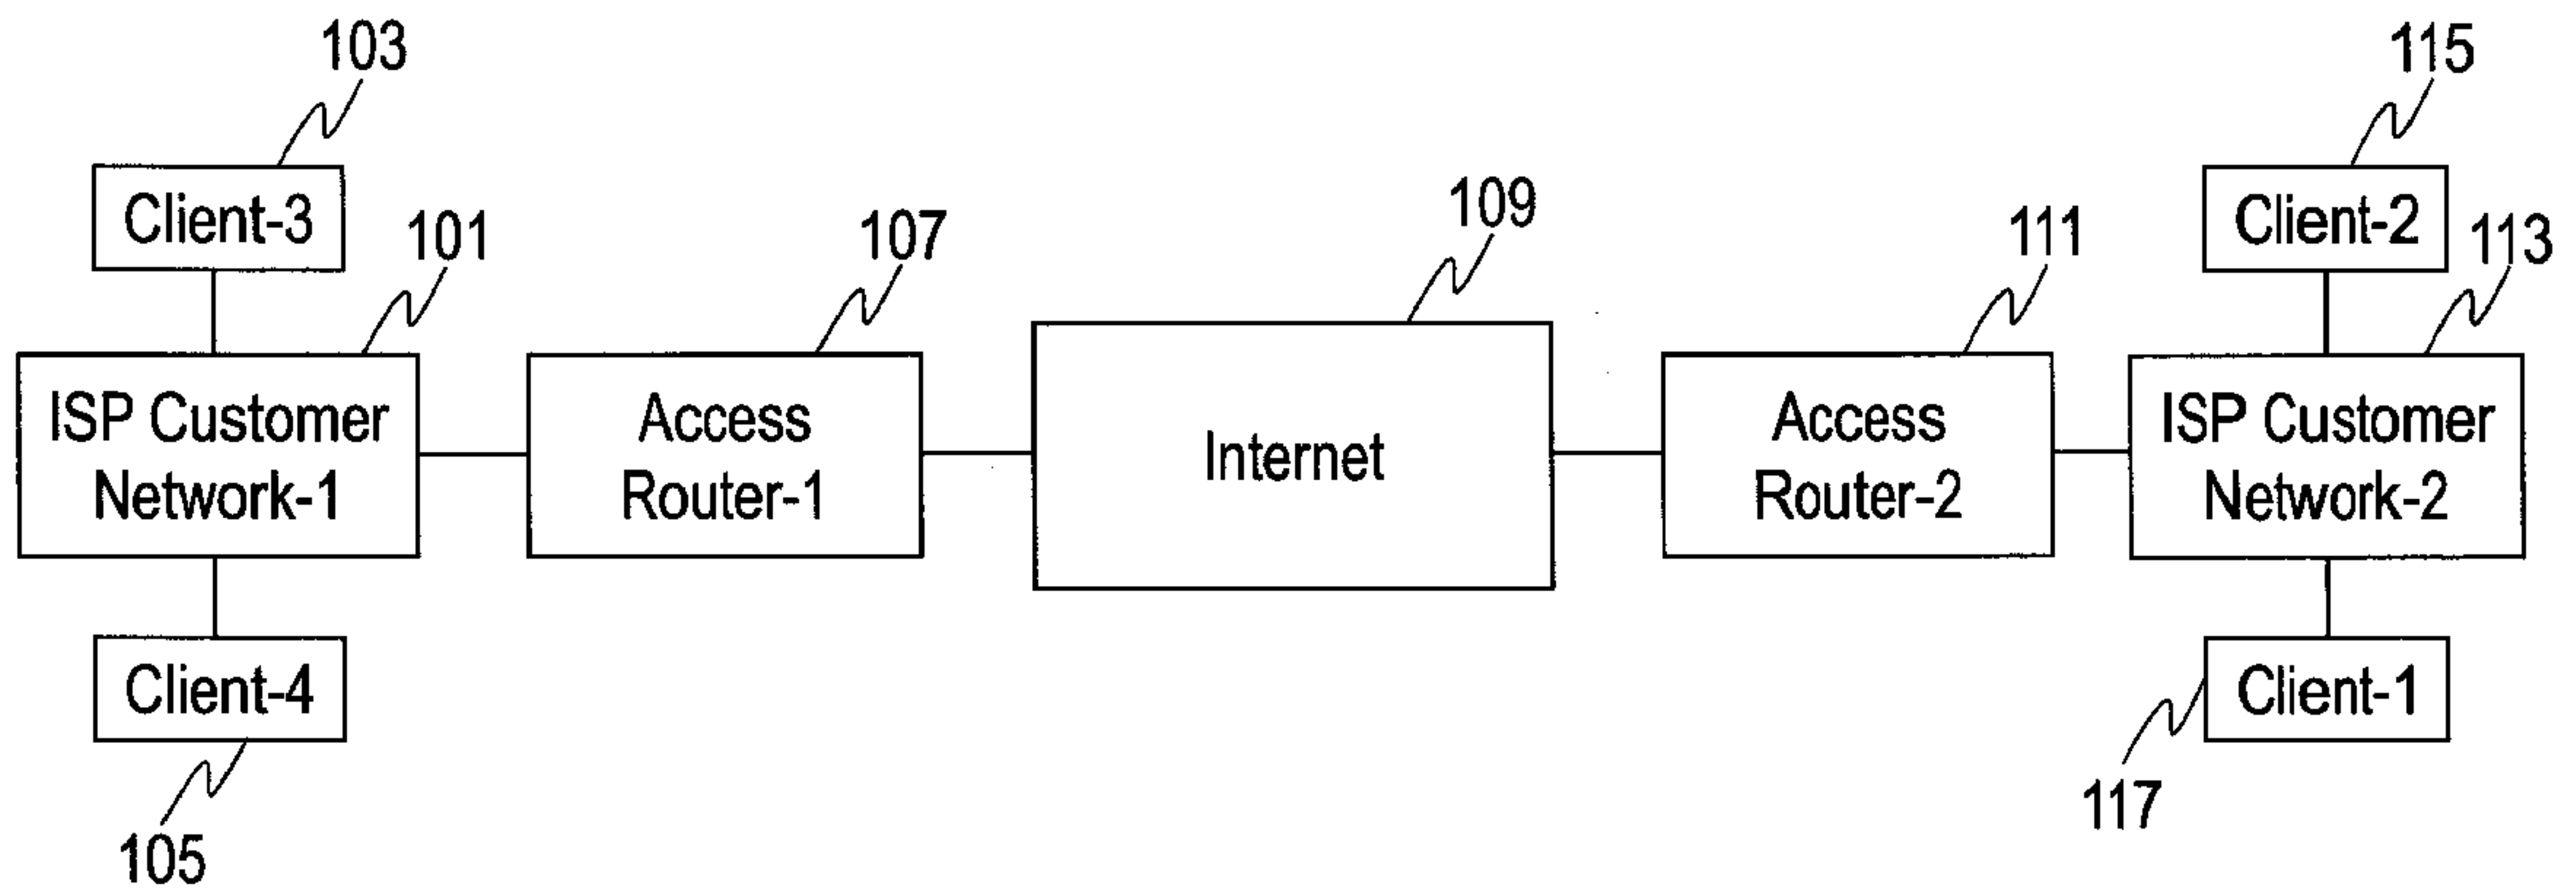 103
115
Client-3
101
107
109
111
Client-2
113
ISP Customer
Network-1
Access
Router-1
Internet
Access
Router-2
ISP Customer
Network-2
Client-4
Client-1
105
117